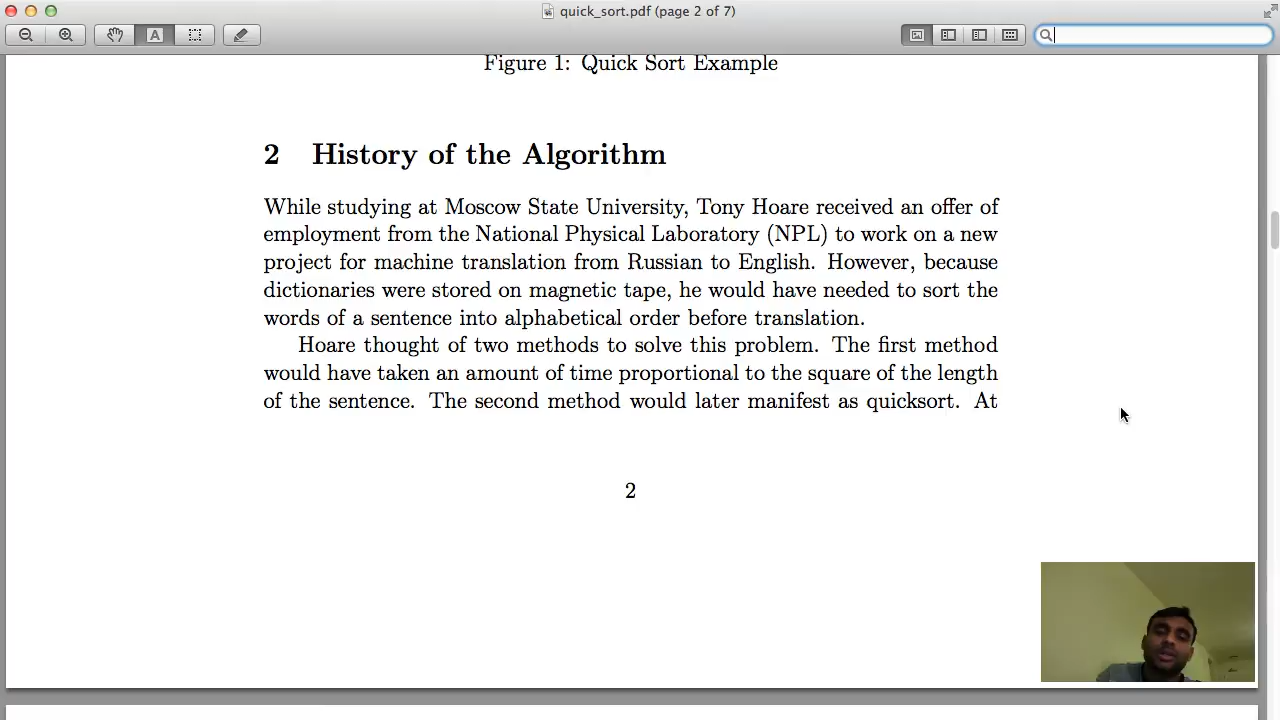 quick_sort.pdf (page 2 of 7)
A
Figure 1: Quick Sort Example
2 History of the Algorithm
While studying at Moscow State University, Tony Hoare received an offer of
employment from the National Physical Laboratory (NPL) to work on a new
project for machine translation from Russian to English. However, because
dictionaries were stored on magnetic tape, he would have needed to sort the
words of a sentence into alphabetical order before translation.
Hoare thought of two methods to solve this problem. The first method
would have taken an amount of time proportional to the square of the length
of the sentence. The second method would later manifest as quicksort. At
2